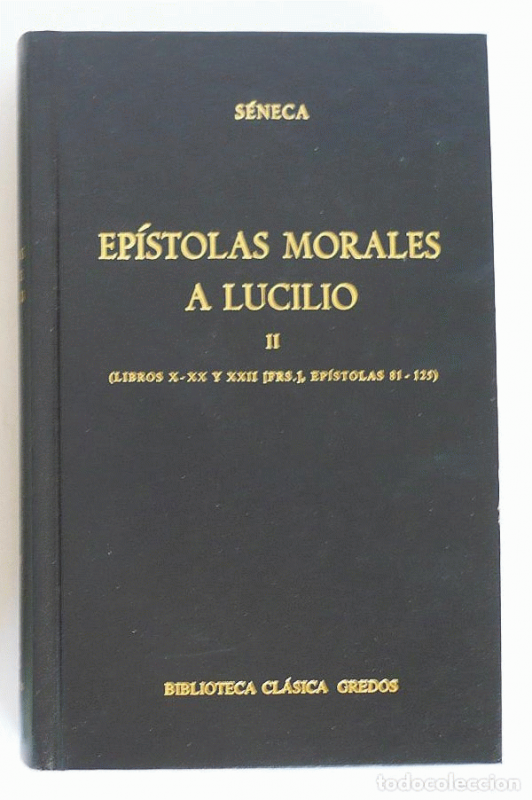 SÉNECA
EPÍSTOLAS MORALES
A LUCILIO
II
(LIBROS X-XX Y XXII [FRS.], EPÍSTOLAS 81-125)
BIBLIOTECA CLÁSICA GREDOS
todocoleccion